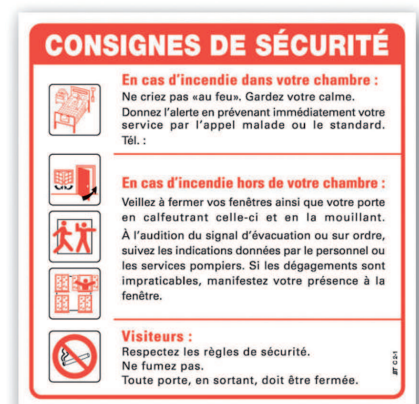 CONSIGNES DE SÉCURITÉ
En cas d'incendie dans votre chambre :
Ne criez pas «au feu». Gardez votre calme.
Donnez l'alerte en prévenant immédiatement votre
service par l'appel malade ou le standard.
Tél. :
En cas d'incendie hors de votre chambre :
Veillez à fermer vos fenêtres ainsi que votre porte
en calfeutrant celle-ci et en la mouillant.
À l'audition du signal d'évacuation ou sur ordre,
suivez les indications données par le personnel ou
les services pompiers. Si les dégagements sont
impraticables, manifestez votre présence à la
fenêtre.
Visiteurs :
Respectez les règles de sécurité.
Ne fumez pas.
Toute porte, en sortant, doit être fermée.